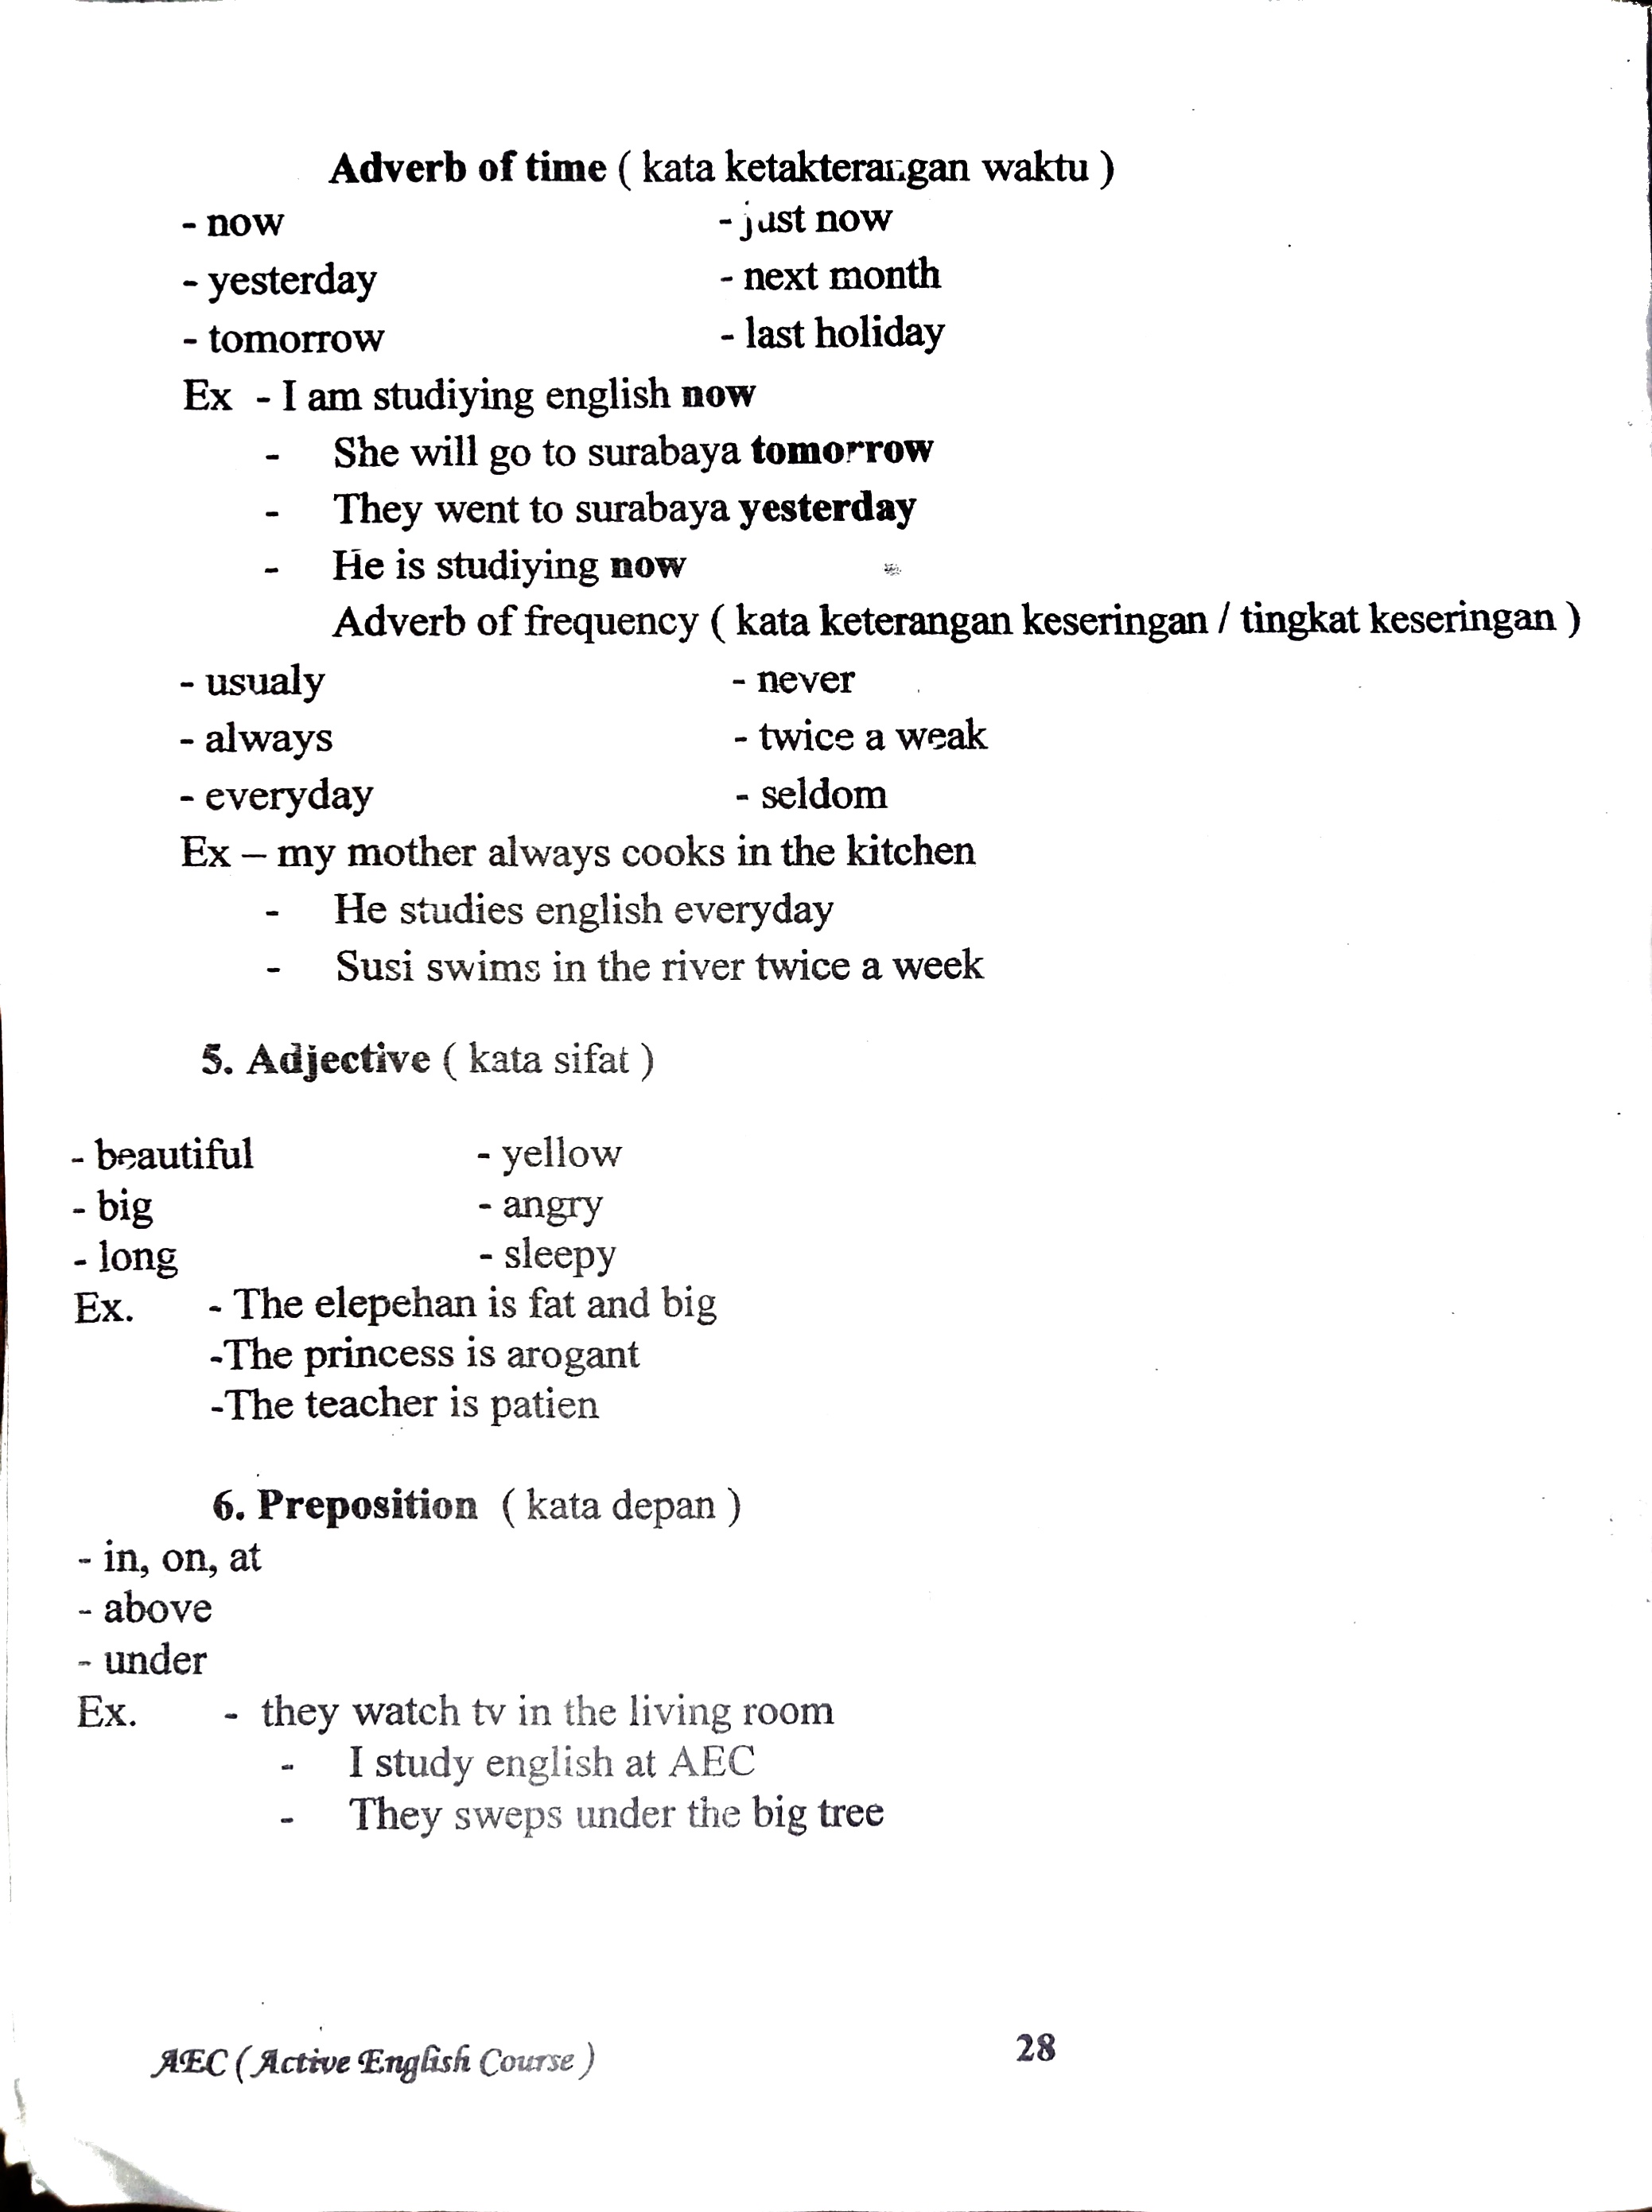 Adverb of time ( kata ketakterangan waktu )
- now - just now
- yesterday - next month
- tomorrow - last holiday
Ex - I am studiying english now
- She will go to surabaya tomorrow
- They went to surabaya yesterday
- He is studiying now
Adverb of frequency ( kata keterangan keseringan / tingkat keseringan )
- usualy - never
- always - twice a weak
- everyday - seldom
Ex – my mother always cooks in the kitchen
- He studies english everyday
- Susi swims in the river twice a week
5. Adjective ( kata sifat )
- beautiful - yellow
- big - angry
- long - sleepy
Ex. - The elepehan is fat and big
-The princess is arogant
-The teacher is patien
6. Preposition ( kata depan )
- in, on, at
- above
- under
Ex. - they watch tv in the living room
- I study english at AEC
- They sweps under the big tree
AEC ( Active English Course ) 28